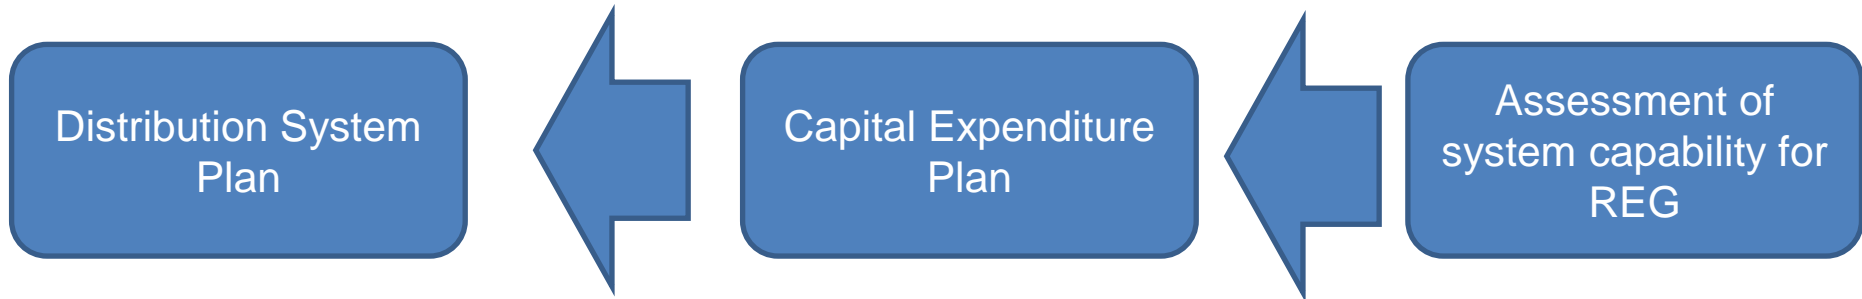 Distribution System
Plan
Capital Expenditure
Plan
Assessment of
system capability for
REG